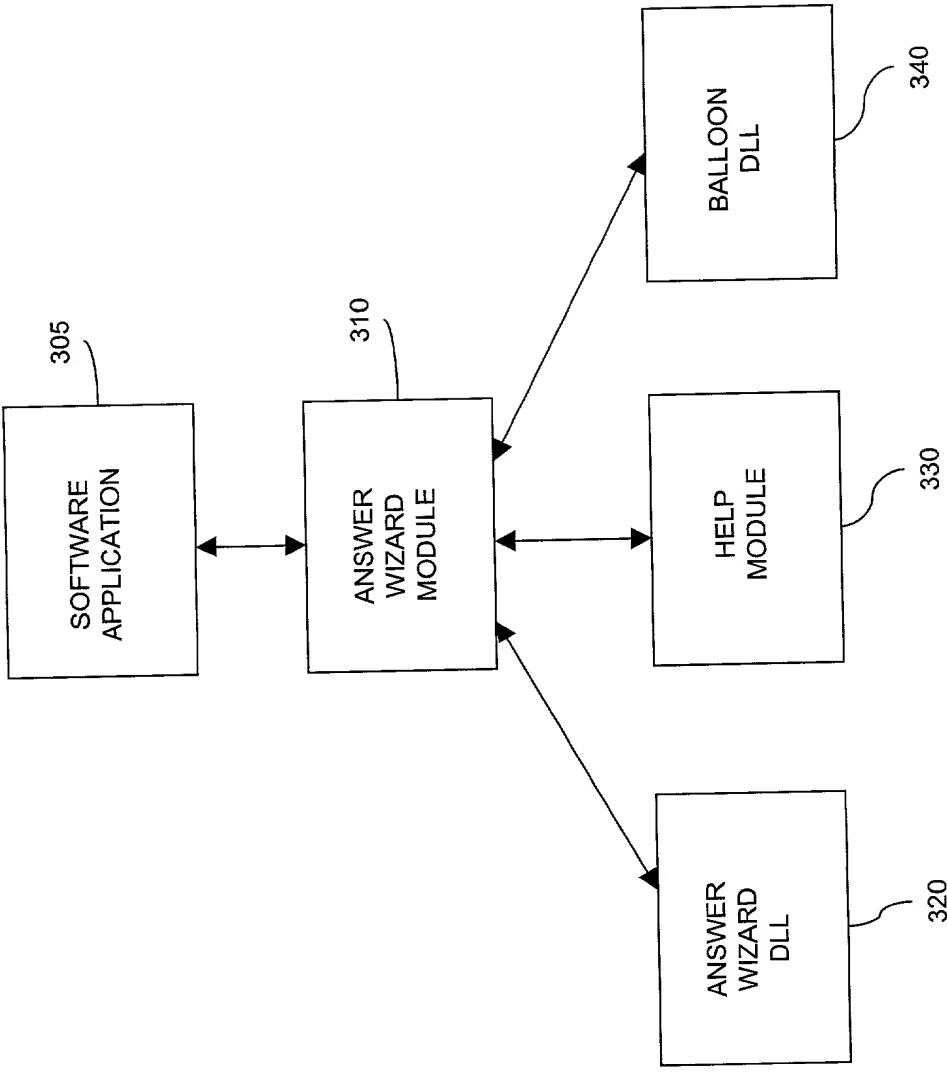 305
SOFTWARE
APPLICATION
310
ANSWER
WIZARD
MODULE
ANSWER
WIZARD
DLL
320
HELP
MODULE
330
BALLOON
DLL
340